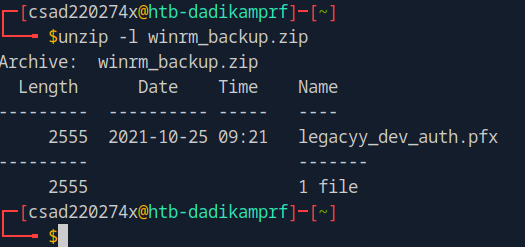 ┌─[csad220274x@htb-dadikamprf]─[~]
└──╼ $unzip -l winrm_backup.zip
Archive:  winrm_backup.zip
  Length      Date    Time    Name
---------  ---------- -----   ----
     2555  2021-10-25 09:21   legacyy_dev_auth.pfx
---------                     -------
     2555                     1 file
┌─[csad220274x@htb-dadikamprf]─[~]
└──╼ $